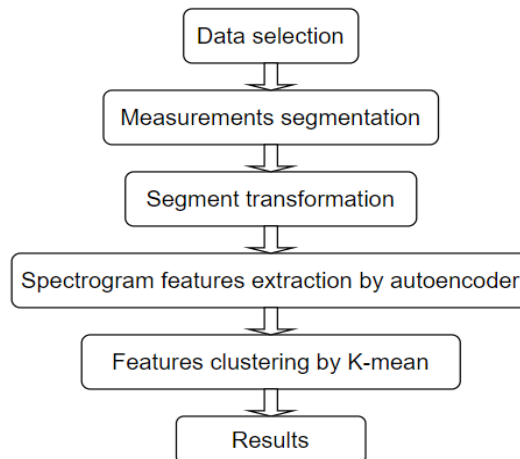 Data selection
Measurements segmentation
Segment transformation
Spectrogram features extraction by autoencoder
Features clustering by K-mean
Results